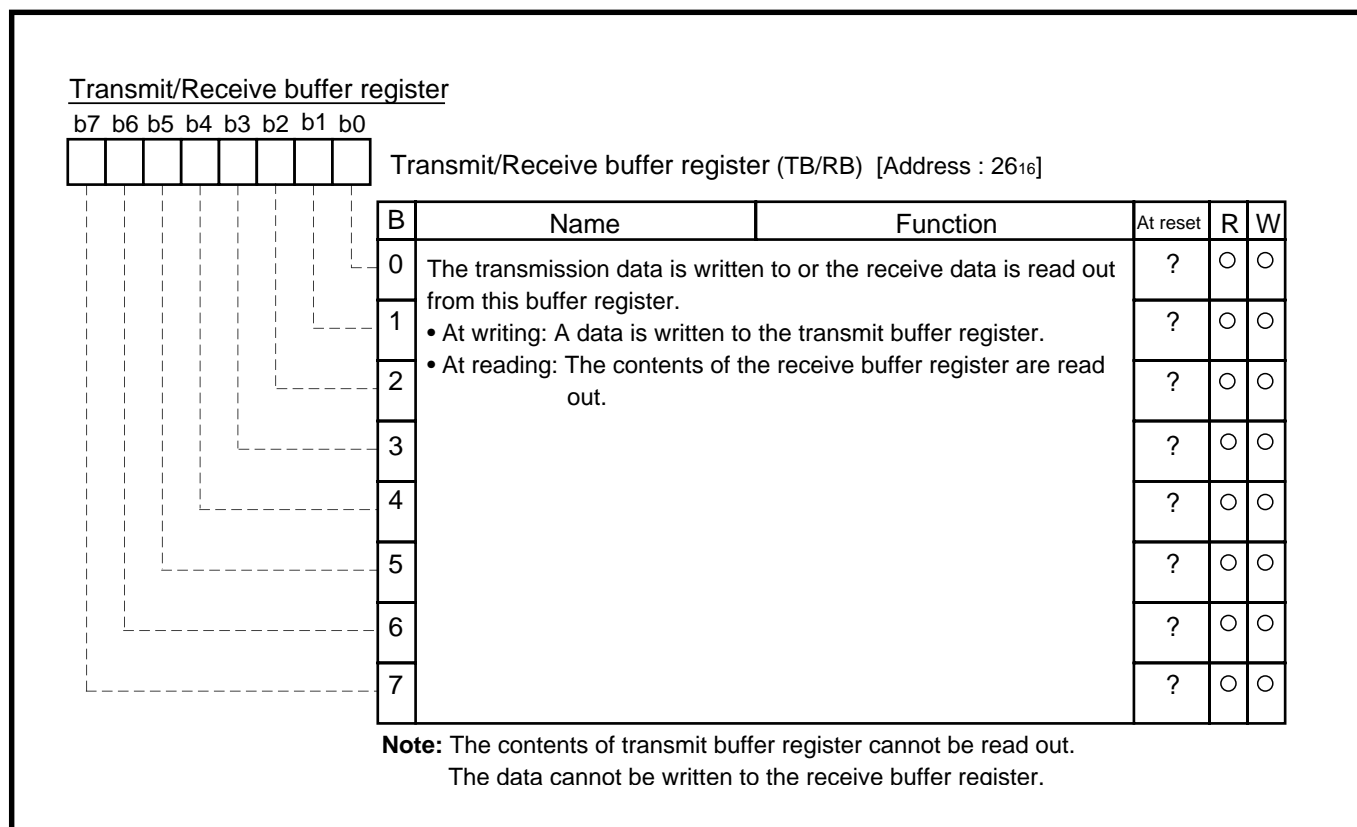 Transmit/Receive buffer register
b7 b6 b5 b4 b3 b2 b1 b0
Transmit/Receive buffer register (TB/RB) [Address : 26₁₆]
B Name Function At reset R W
0 The transmission data is written to or the receive data is read out ? ○ ○
from this buffer register.
1 • At writing: A data is written to the transmit buffer register. ? ○ ○
• At reading: The contents of the receive buffer register are read
2 out. ? ○ ○
3 ? ○ ○
4 ? ○ ○
5 ? ○ ○
6 ? ○ ○
7 ? ○ ○
Note: The contents of transmit buffer register cannot be read out.
The data cannot be written to the receive buffer register.